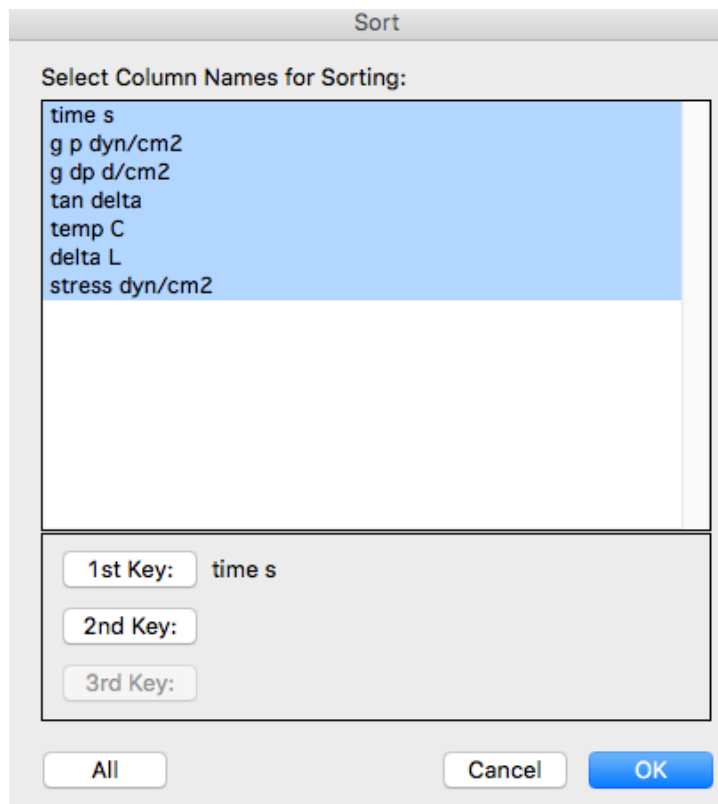 Sort
Select Column Names for Sorting:
time s
g p dyn/cm2
g dp d/cm2
tan delta
temp C
delta L
stress dyn/cm2
1st Key: time s
2nd Key:
3rd Key:
All Cancel OK